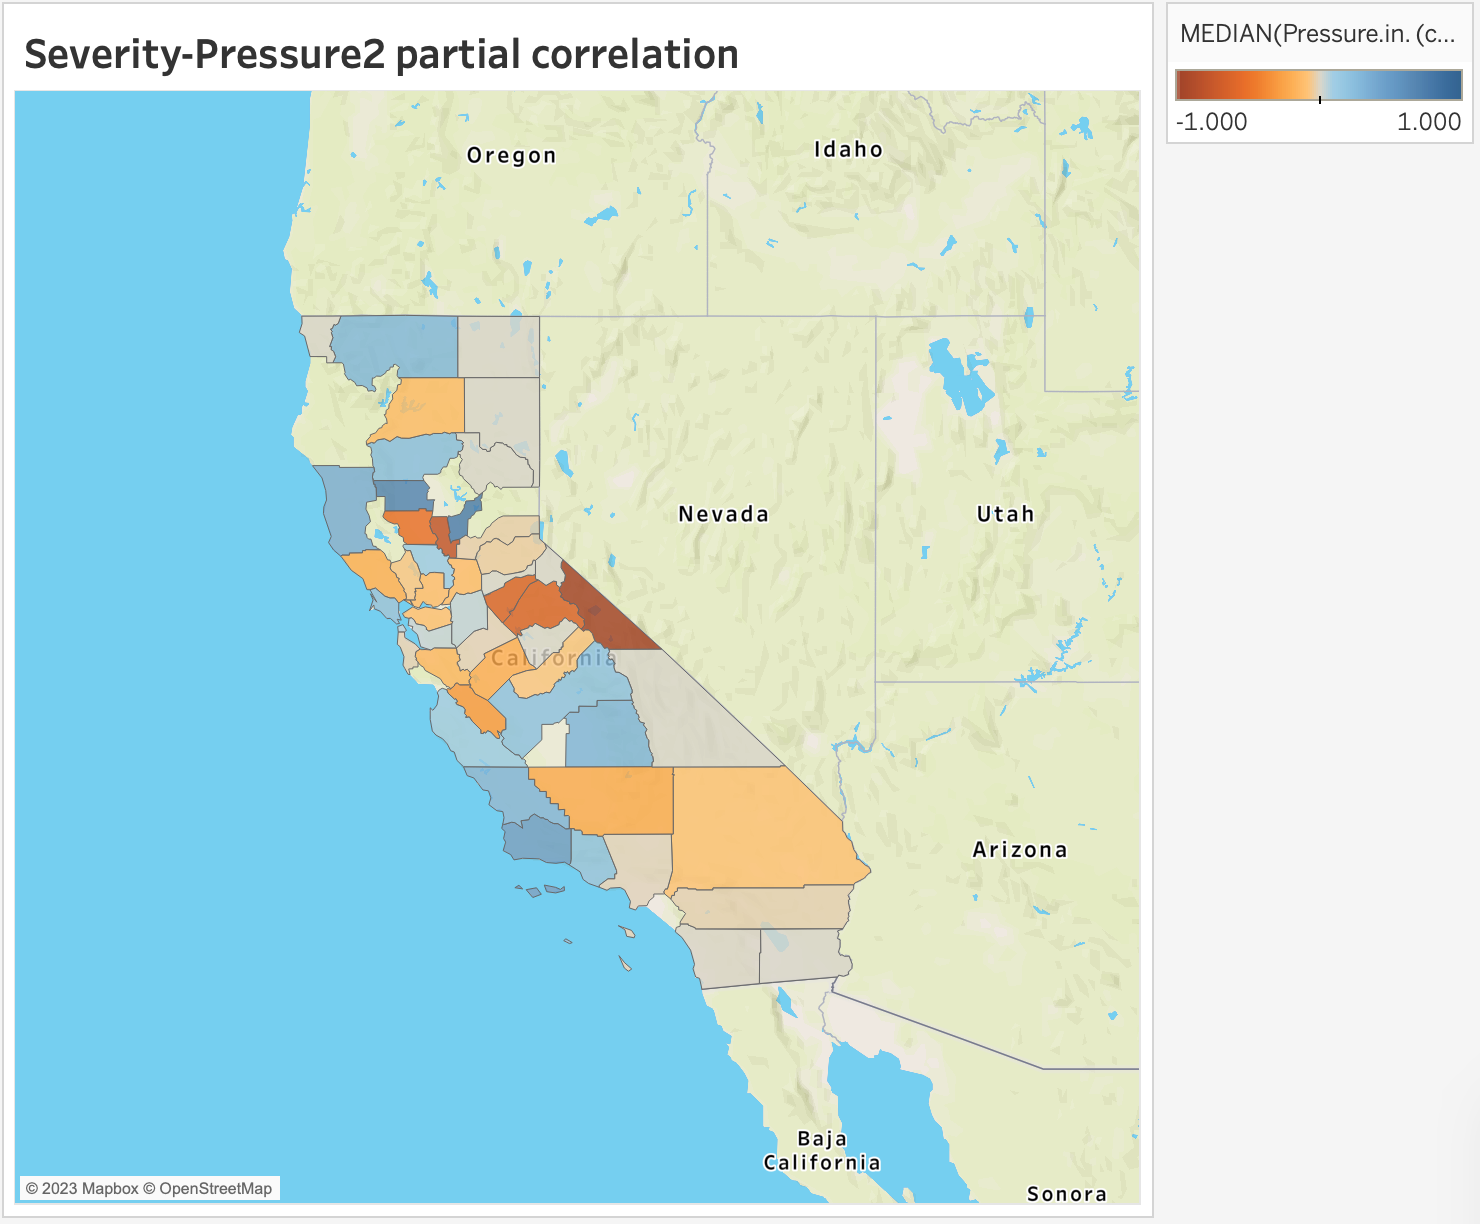 Severity-Pressure2 partial correlation
MEDIAN(Pressure.in. (c...
-1.000 1.000
Oregon
Idaho
Nevada
Utah
California
Arizona
Baja
California
Sonora
© 2023 Mapbox © OpenStreetMap